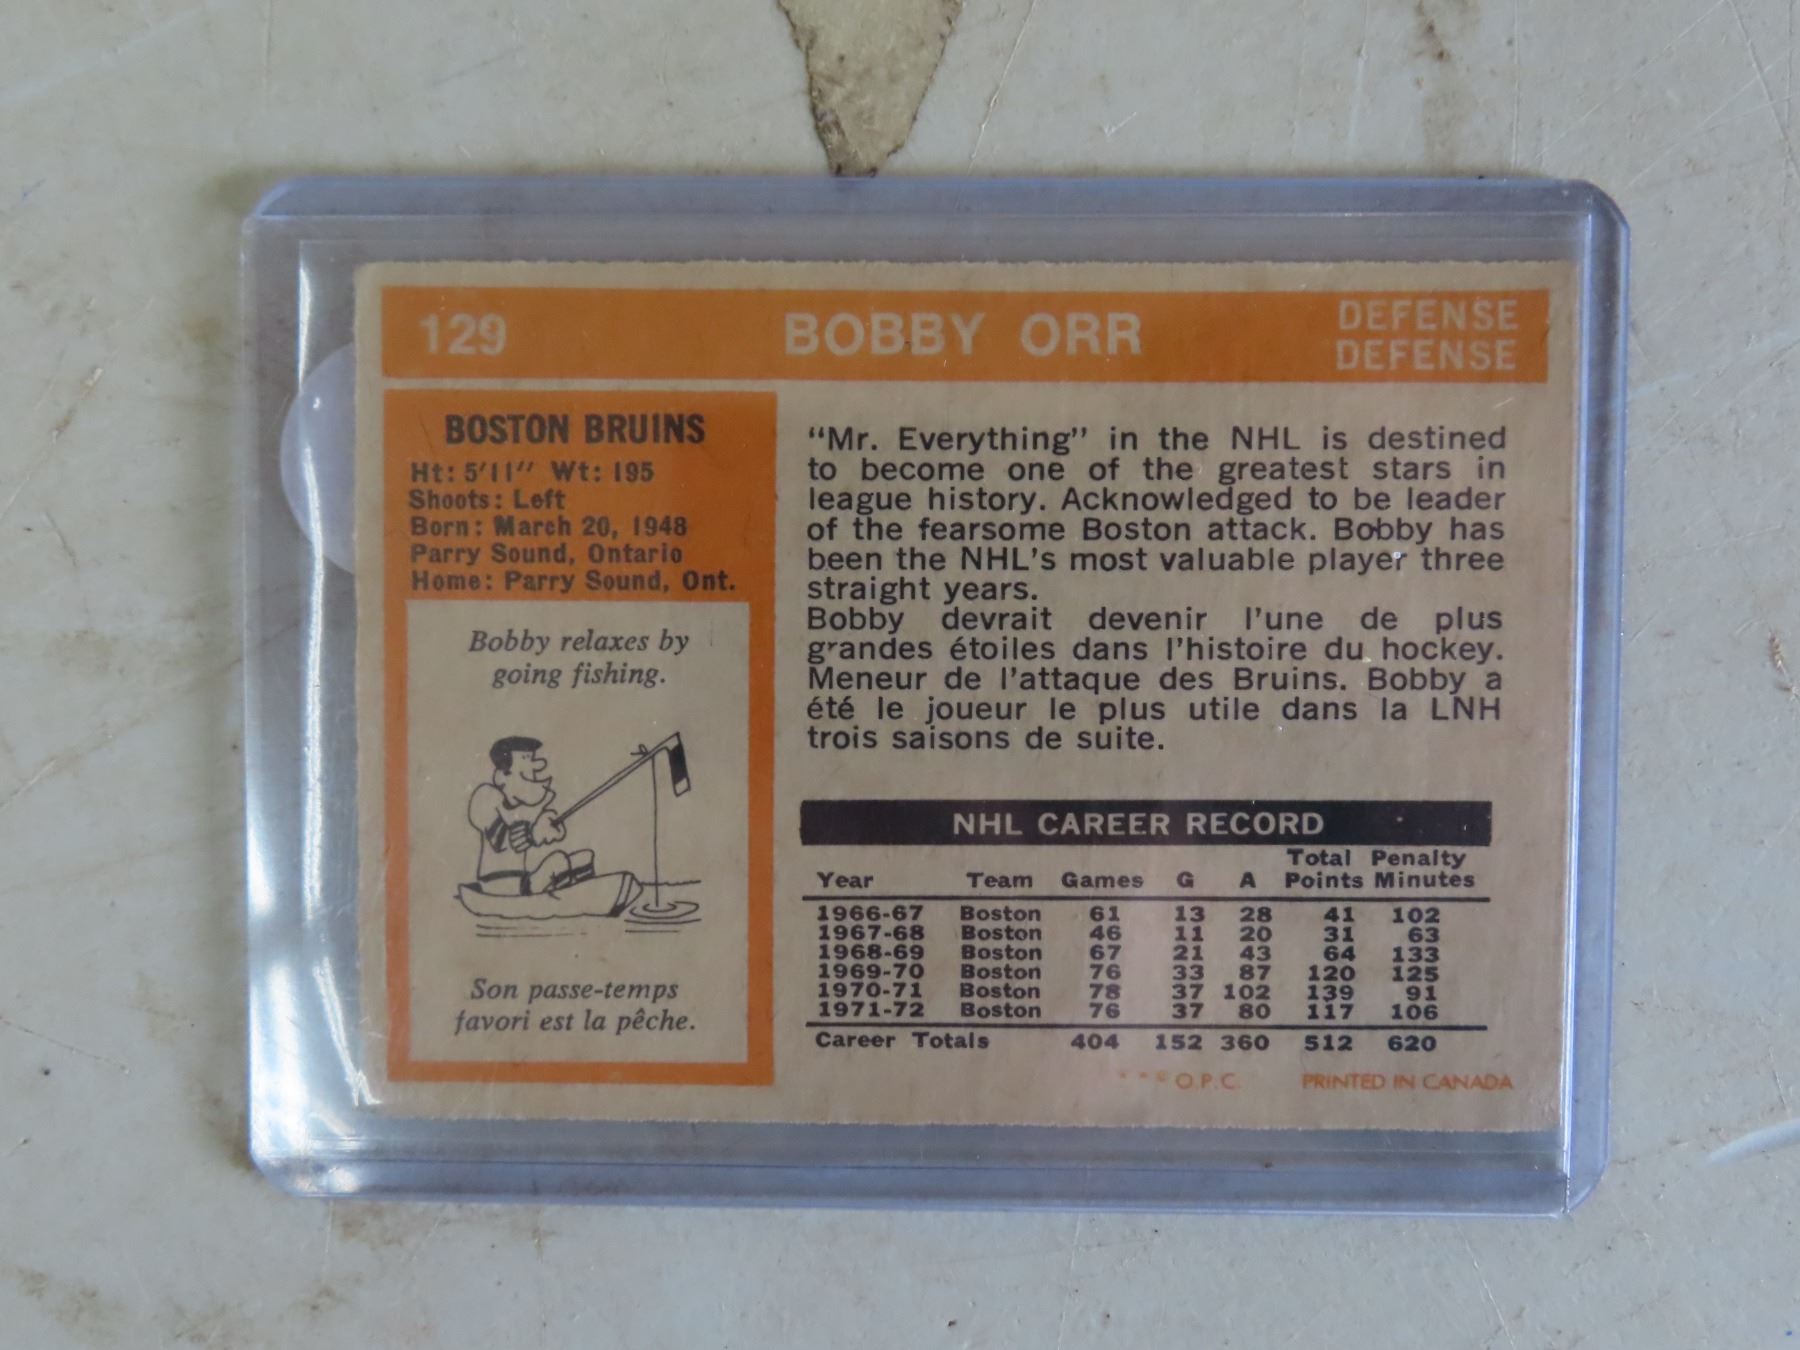 129 BOBBY ORR DEFENSE
DEFENSE
BOSTON BRUINS
Ht: 5'11" Wt: 195
Shoots: Left
Born: March 20, 1948
Parry Sound, Ontario
Home: Parry Sound, Ont.
Bobby relaxes by
going fishing.
Son passe-temps
favori est la pêche.
"Mr. Everything" in the NHL is destined
to become one of the greatest stars in
league history. Acknowledged to be leader
of the fearsome Boston attack. Bobby has
been the NHL's most valuable player three
straight years.
Bobby devrait devenir l'une de plus
grandes étoiles dans l'histoire du hockey.
Meneur de l'attaque des Bruins. Bobby a
été le joueur le plus utile dans la LNH
trois saisons de suite.
NHL CAREER RECORD
Total Penalty
Year Team Games G A Points Minutes
1966-67 Boston 61 13 28 41 102
1967-68 Boston 46 11 20 31 63
1968-69 Boston 67 21 43 64 133
1969-70 Boston 76 33 87 120 125
1970-71 Boston 78 37 102 139 91
1971-72 Boston 76 37 80 117 106
Career Totals 404 152 360 512 620
* * © O.P.C. PRINTED IN CANADA